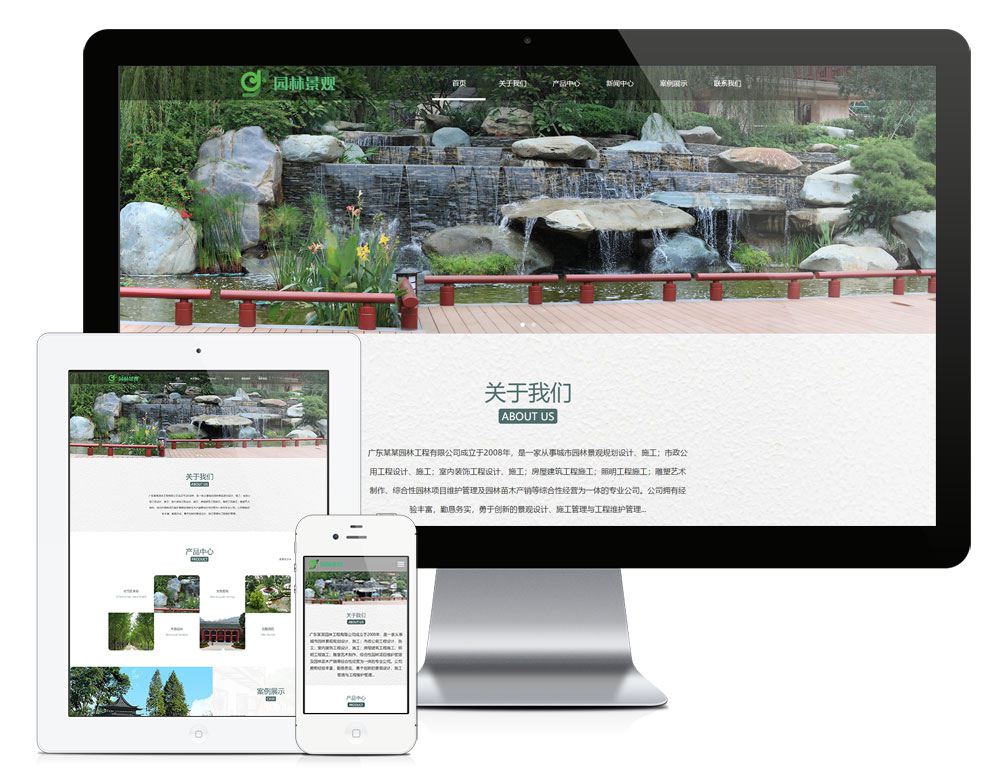 园林景观
首页 关于我们 产品中心 新闻中心 案例展示 联系我们
关于我们
ABOUT US
广东某某园林工程有限公司成立于2008年，是一家从事城市园林景观规划设计、施工；市政公
用工程设计、施工；室内装饰工程设计、施工；房屋建筑工程施工；照明工程施工；雕塑艺术
制作、综合性园林项目维护管理及园林苗木产销等综合性经营为一体的专业公司。公司拥有经
验丰富，勤恳务实，勇于创新的景观设计、施工管理与工程维护管理...
园林景观
关于我们
ABOUT US
产品中心
PRODUCT
案例展示
CASE
关于我们
ABOUT US
广东某某园林工程有限公司成立于2008年，是一家从事城
市园林景观规划设计、施工；市政公用工程设计、施
工；室内装饰工程设计、施工；房屋建筑工程施工；照
明工程施工；雕塑艺术制作、综合性园林项目维护管理
及园林苗木产销等综合性经营为一体的专业公司。公司
拥有经验丰富，勤恳务实，勇于创新的景观设计、施工
管理与工程维护管理...
产品中心
PRODUCT